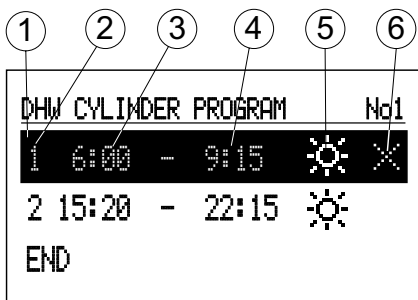 1 2 3 4 5 6
DHW CYLINDER PROGRAM No1
1 6:00 - 9:15
2 15:20 - 22:15
END